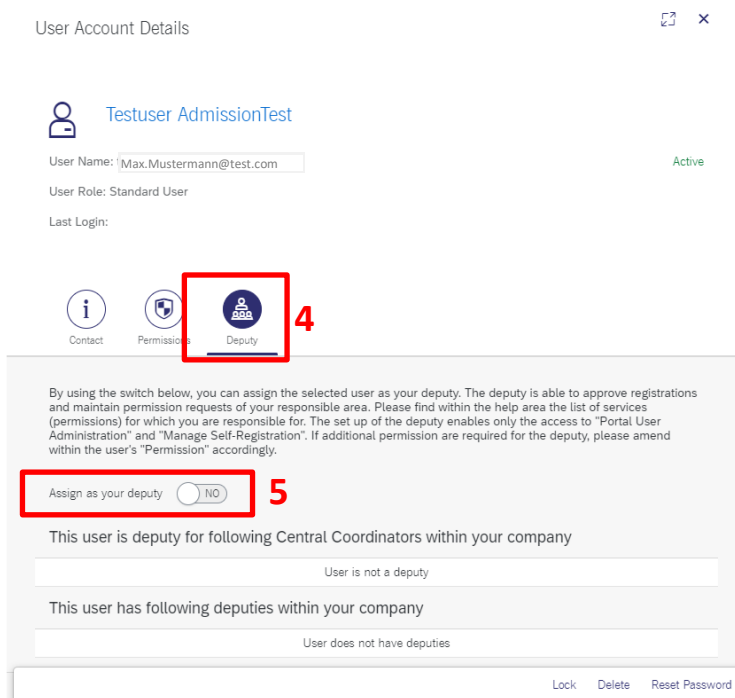 User Account Details
Testuser AdmissionTest
User Name: Max.Mustermann@test.com
Active
User Role: Standard User
Last Login:
4
Contact
Permissions
Deputy
By using the switch below, you can assign the selected user as your deputy. The deputy is able to approve registrations
and maintain permission requests of your responsible area. Please find within the help area the list of services
(permissions) for which you are responsible for. The set up of the deputy enables only the access to "Portal User
Administration" and "Manage Self-Registration". If additional permission are required for the deputy, please amend
within the user's "Permission" accordingly.
Assign as your deputy NO 5
This user is deputy for following Central Coordinators within your company
User is not a deputy
This user has following deputies within your company
User does not have deputies
Lock Delete Reset Password